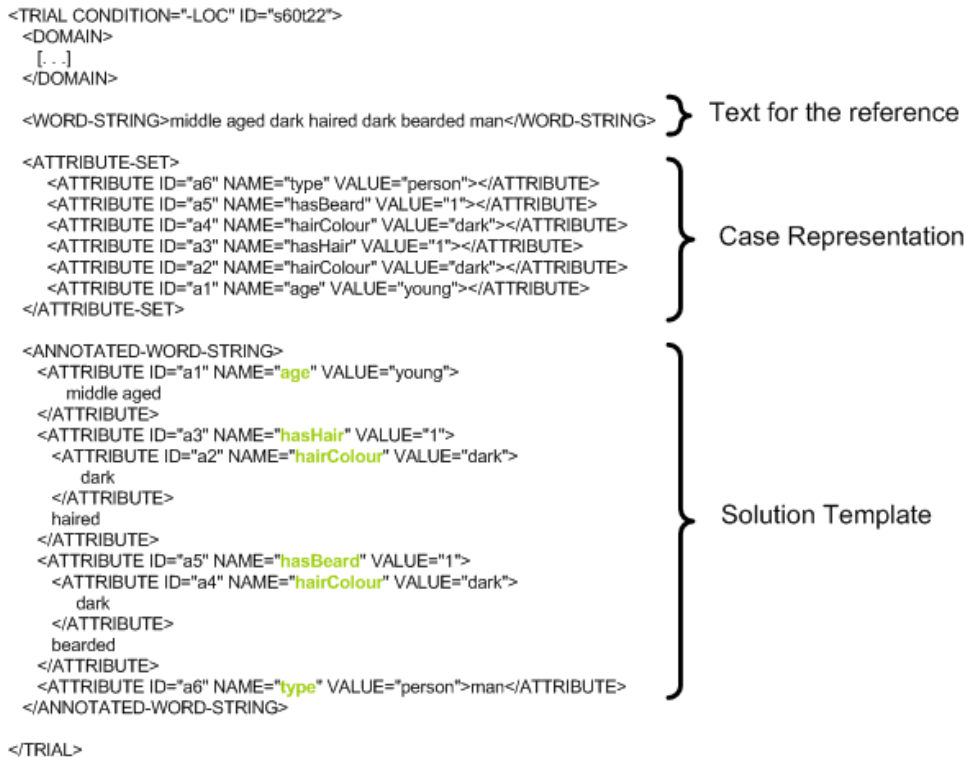 <TRIAL CONDITION="-LOC" ID="s60t22">
<DOMAIN>
[. . .]
</DOMAIN>
<WORD-STRING>middle aged dark haired dark bearded man</WORD-STRING>
Text for the reference
<ATTRIBUTE-SET>
<ATTRIBUTE ID="a6" NAME="type" VALUE="person"></ATTRIBUTE>
<ATTRIBUTE ID="a5" NAME="hasBeard" VALUE="1"></ATTRIBUTE>
<ATTRIBUTE ID="a4" NAME="hairColour" VALUE="dark"></ATTRIBUTE>
<ATTRIBUTE ID="a3" NAME="hasHair" VALUE="1"></ATTRIBUTE>
<ATTRIBUTE ID="a2" NAME="hairColour" VALUE="dark"></ATTRIBUTE>
<ATTRIBUTE ID="a1" NAME="age" VALUE="young"></ATTRIBUTE>
</ATTRIBUTE-SET>
Case Representation
<ANNOTATED-WORD-STRING>
<ATTRIBUTE ID="a1" NAME="age" VALUE="young">
middle aged
</ATTRIBUTE>
<ATTRIBUTE ID="a3" NAME="hasHair" VALUE="1">
<ATTRIBUTE ID="a2" NAME="hairColour" VALUE="dark">
dark
</ATTRIBUTE>
haired
</ATTRIBUTE>
<ATTRIBUTE ID="a5" NAME="hasBeard" VALUE="1">
<ATTRIBUTE ID="a4" NAME="hairColour" VALUE="dark">
dark
</ATTRIBUTE>
bearded
</ATTRIBUTE>
<ATTRIBUTE ID="a6" NAME="type" VALUE="person">man</ATTRIBUTE>
</ANNOTATED-WORD-STRING>
Solution Template
</TRIAL>